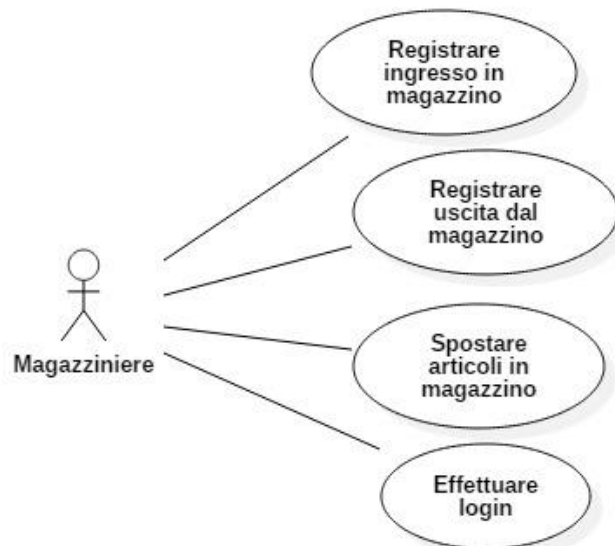 Registrare
ingresso in
magazzino
Registrare
uscita dal
magazzino
Magazziniere
Spostare
articoli in
magazzino
Effettuare
login